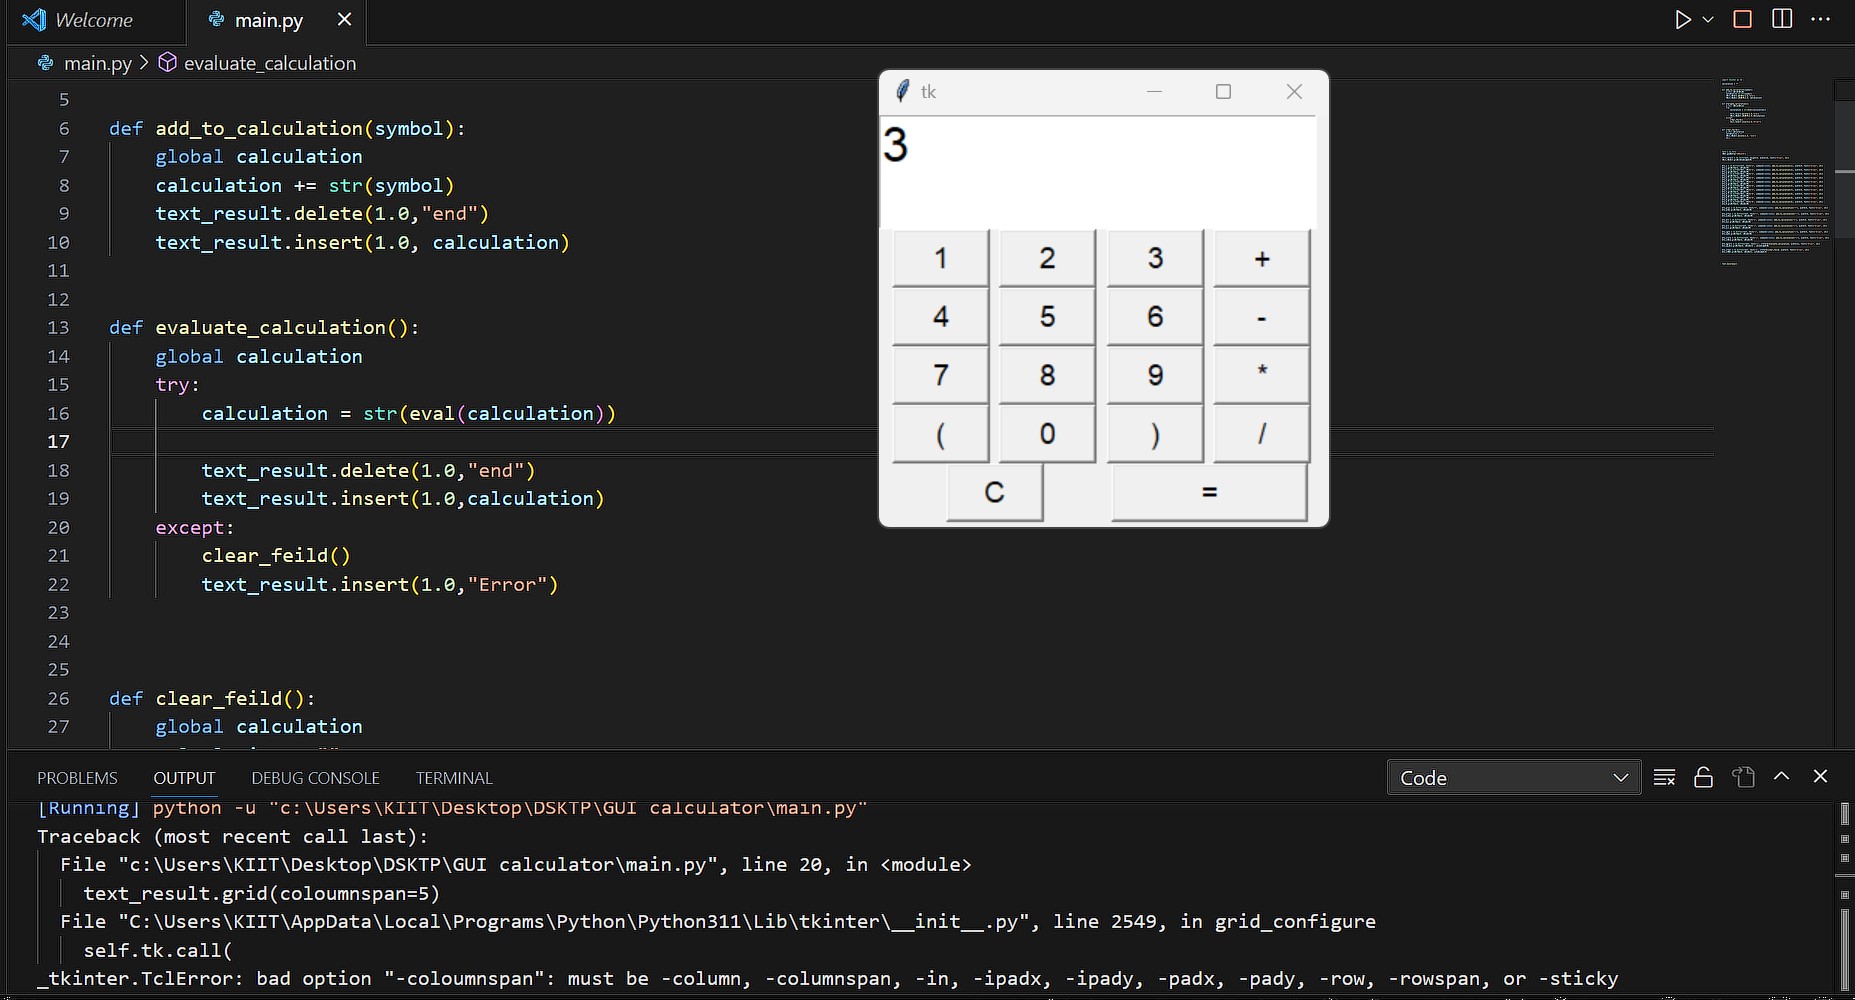 Welcome
main.py
main.py > evaluate_calculation
5
6 def add_to_calculation(symbol):
7 global calculation
8 calculation += str(symbol)
9 text_result.delete(1.0,"end")
10 text_result.insert(1.0, calculation)
11
12
13 def evaluate_calculation():
14 global calculation
15 try:
16 calculation = str(eval(calculation))
17
18 text_result.delete(1.0,"end")
19 text_result.insert(1.0,calculation)
20 except:
21 clear_feild()
22 text_result.insert(1.0,"Error")
23
24
25
26 def clear_feild():
27 global calculation
tk
3
1 2 3 +
4 5 6 -
7 8 9 *
( 0 ) /
C =
PROBLEMS OUTPUT DEBUG CONSOLE TERMINAL
Code
[Running] python -u "c:\Users\KIIT\Desktop\DSKTP\GUI calculator\main.py"
Traceback (most recent call last):
File "c:\Users\KIIT\Desktop\DSKTP\GUI calculator\main.py", line 20, in <module>
text_result.grid(coloumnspan=5)
File "C:\Users\KIIT\AppData\Local\Programs\Python\Python311\Lib\tkinter\__init__.py", line 2549, in grid_configure
self.tk.call(
_tkinter.TclError: bad option "-coloumnspan": must be -column, -columnspan, -in, -ipadx, -ipady, -padx, -pady, -row, -rowspan, or -sticky